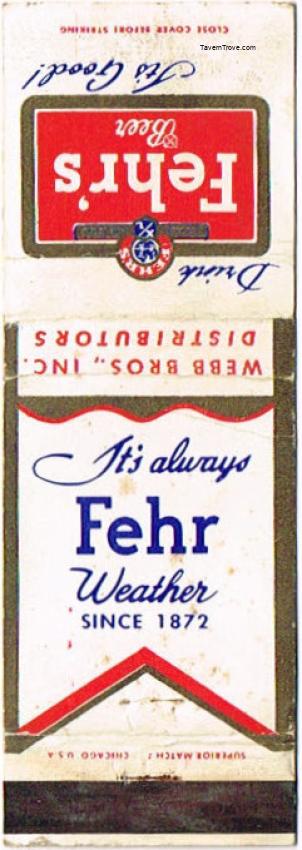 TavernTrove.com
CLOSE COVER BEFORE STRIKING
Drink
FEHR'S
Fehr's
Beer
It's Good!
WEBB BROS., INC.
DISTRIBUTORS
It's always
Fehr
Weather
SINCE 1872
SUPERIOR MATCH CHICAGO U.S.A